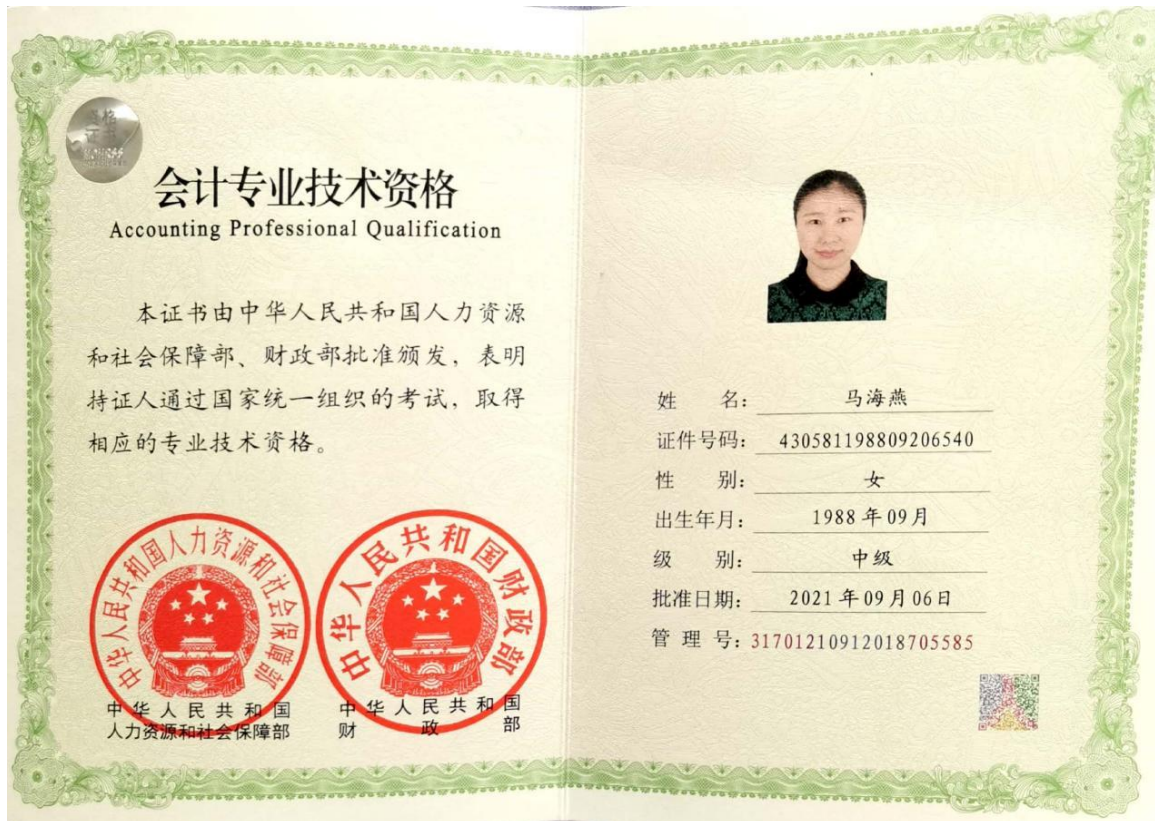 会计专业技术资格
Accounting Professional Qualification
本证书由中华人民共和国人力资源
和社会保障部、财政部批准颁发，表明
持证人通过国家统一组织的考试，取得
相应的专业技术资格。
中华人民共和国人力资源和社会保障部
中华人民共和国
人力资源和社会保障部
中华人民共和国财政部
中华人民共和国
财政部
姓名：马海燕
证件号码：430581198809206540
性别：女
出生年月：1988年09月
级别：中级
批准日期：2021年09月06日
管理号：31701210912018705585